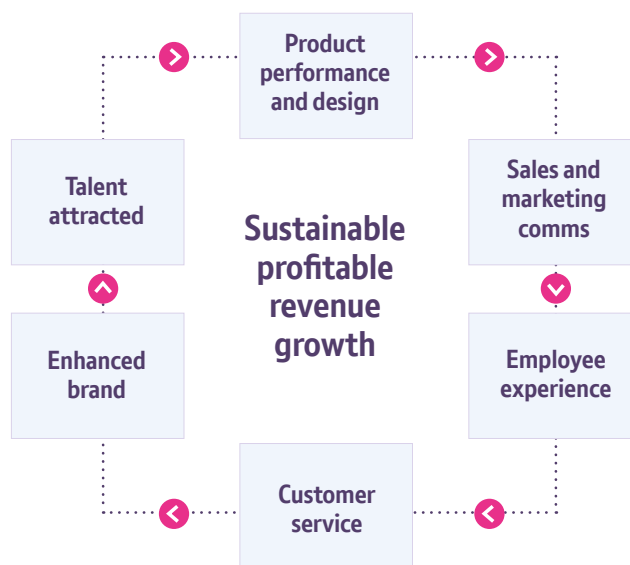 Product
performance
and design
Talent
attracted
Sales and
marketing
comms
Sustainable
profitable
revenue
growth
Enhanced
brand
Employee
experience
Customer
service